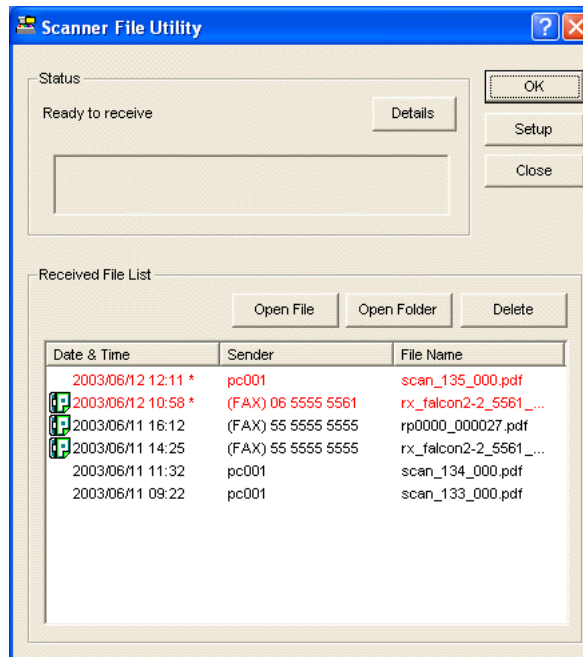 Scanner File Utility
Status
OK
Ready to receive
Details
Setup
Close
Received File List
Open File Open Folder Delete
Date & Time Sender File Name
2003/06/12 12:11 * pc001 scan_135_000.pdf
2003/06/12 10:58 * (FAX) 06 5555 5561 rx_falcon2-2_5561_...
2003/06/11 16:12 (FAX) 55 5555 5555 rp0000_000027.pdf
2003/06/11 14:25 (FAX) 55 5555 5555 rx_falcon2-2_5561_...
2003/06/11 11:32 pc001 scan_134_000.pdf
2003/06/11 09:22 pc001 scan_133_000.pdf